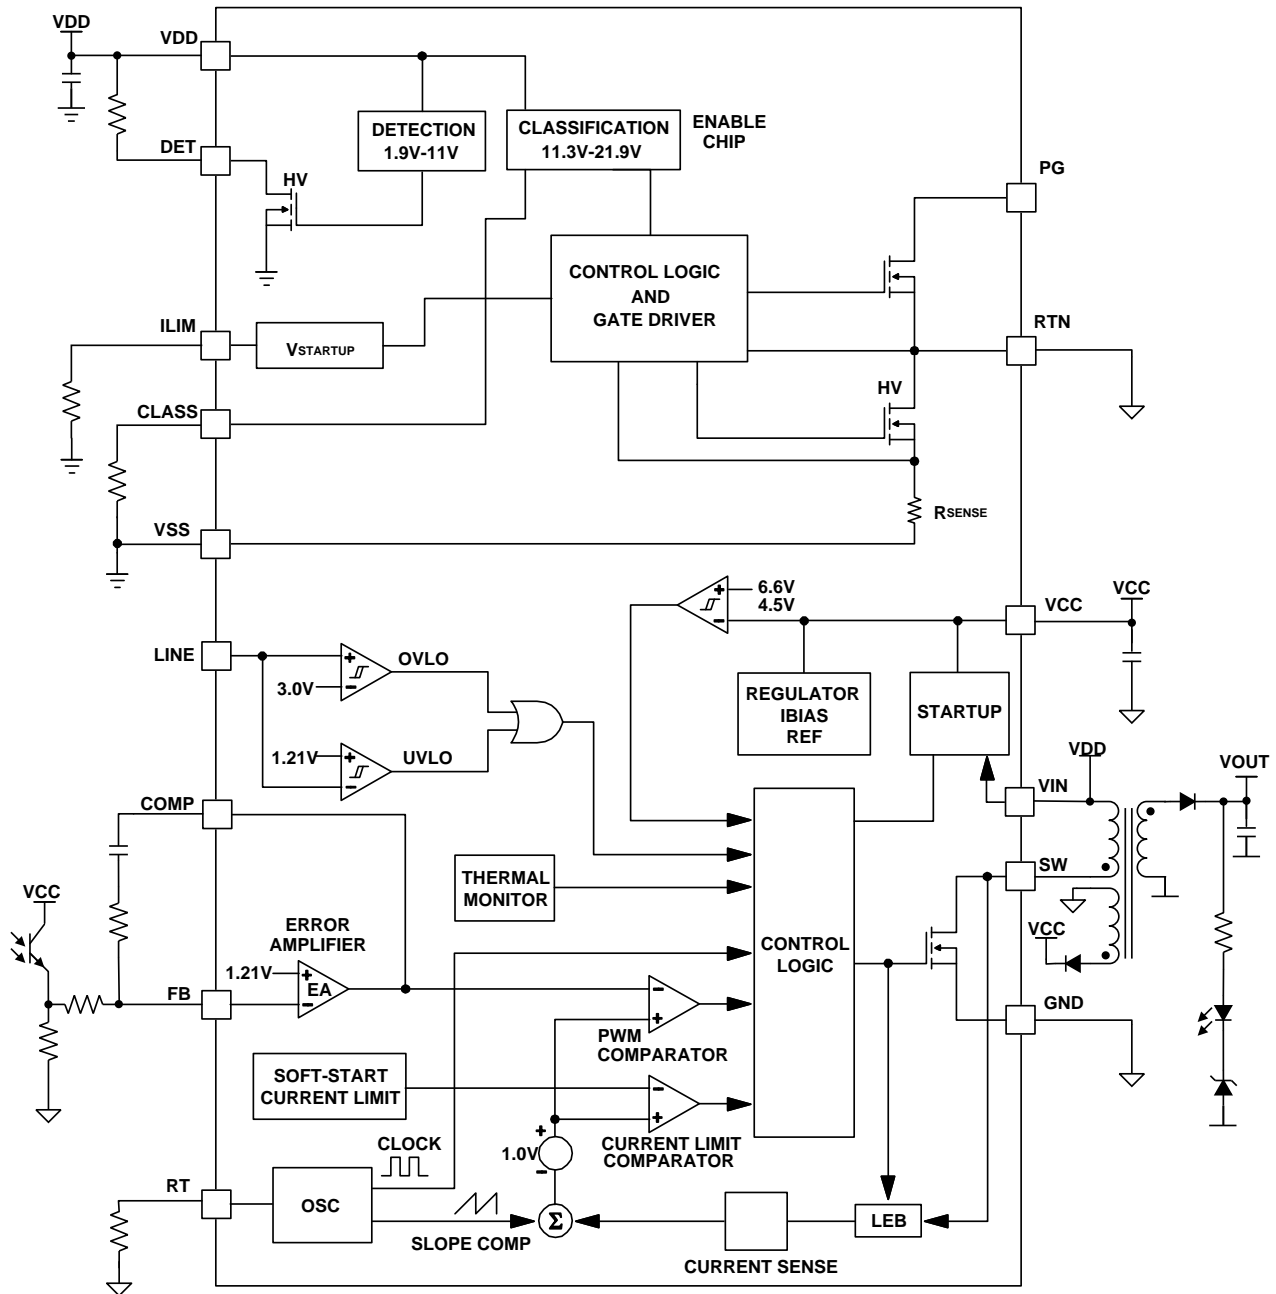 VDD
VDD
DETECTION
1.9V-11V
CLASSIFICATION
11.3V-21.9V
ENABLE
CHIP
DET
HV
PG
CONTROL LOGIC
AND
GATE DRIVER
ILIM
VSTARTUP
RTN
HV
CLASS
RSENSE
VSS
6.6V
4.5V
VCC
VCC
LINE
OVLO
3.0V
REGULATOR
IBIAS
REF
STARTUP
1.21V
UVLO
VDD
VOUT
VIN
COMP
THERMAL
MONITOR
SW
VCC
ERROR
AMPLIFIER
CONTROL
LOGIC
VCC
1.21V
EA
FB
GND
PWM
COMPARATOR
SOFT-START
CURRENT LIMIT
CLOCK
1.0V
CURRENT LIMIT
COMPARATOR
RT
OSC
Σ
LEB
SLOPE COMP
CURRENT SENSE